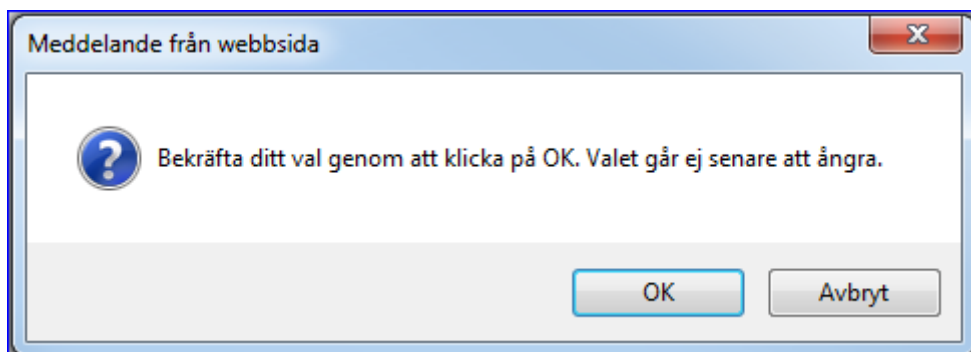 Meddelande från webbsida
Bekräfta ditt val genom att klicka på OK. Valet går ej senare att ångra.
OK Avbryt